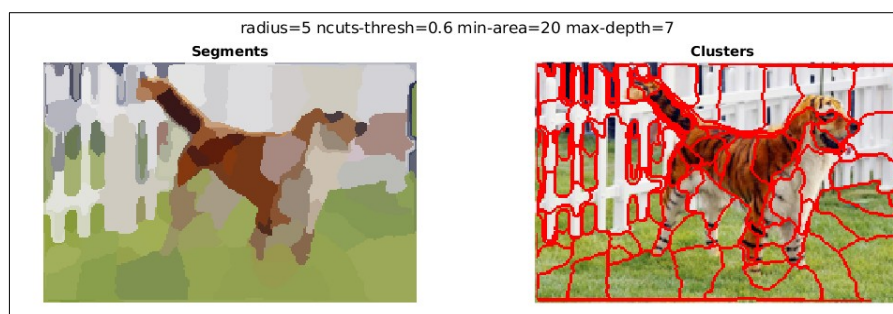 radius=5 ncuts-thresh=0.6 min-area=20 max-depth=7
Segments
Clusters